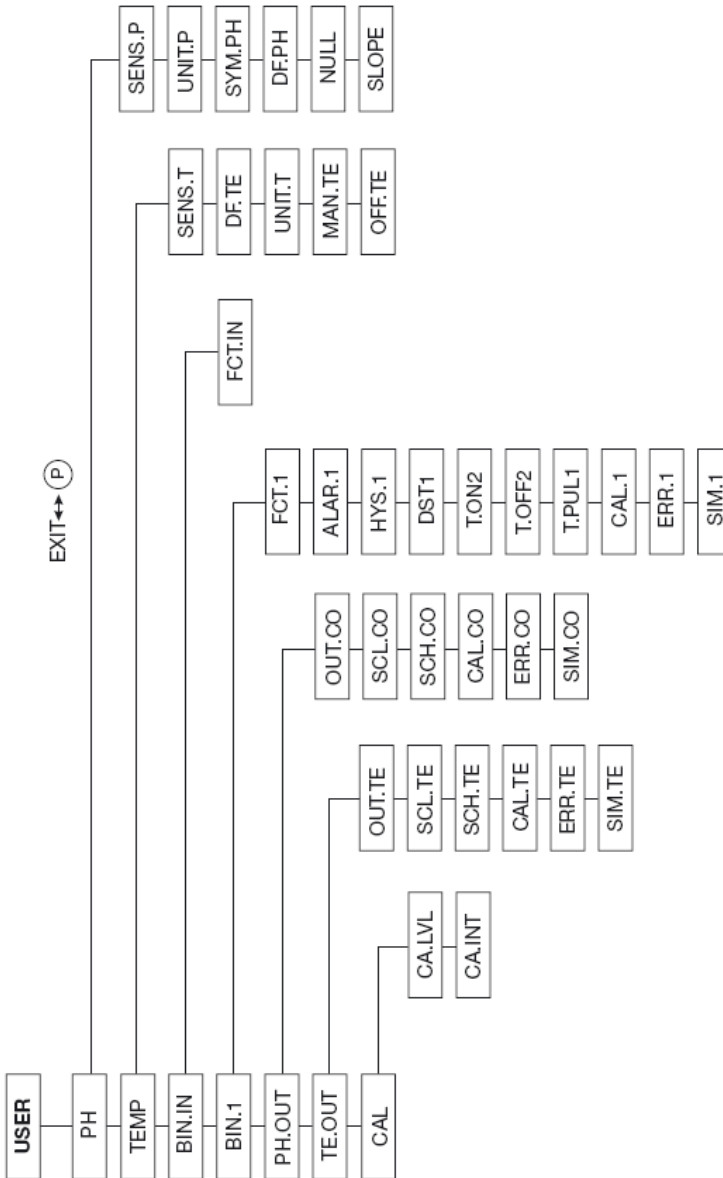 EXIT↔ P
USER
PH
SENS.P
UNIT.P
SYM.PH
DF.PH
NULL
SLOPE
TEMP
SENS.T
DF.TE
UNIT.T
MAN.TE
OFF.TE
BIN.IN
FCT.IN
BIN.1
FCT.1
ALAR.1
HYS.1
DST1
T.ON2
T.OFF2
T.PUL1
CAL.1
ERR.1
SIM.1
PH.OUT
OUT.CO
SCL.CO
SCH.CO
CAL.CO
ERR.CO
SIM.CO
TE.OUT
OUT.TE
SCL.TE
SCH.TE
CAL.TE
ERR.TE
SIM.TE
CAL
CA.LVL
CA.INT